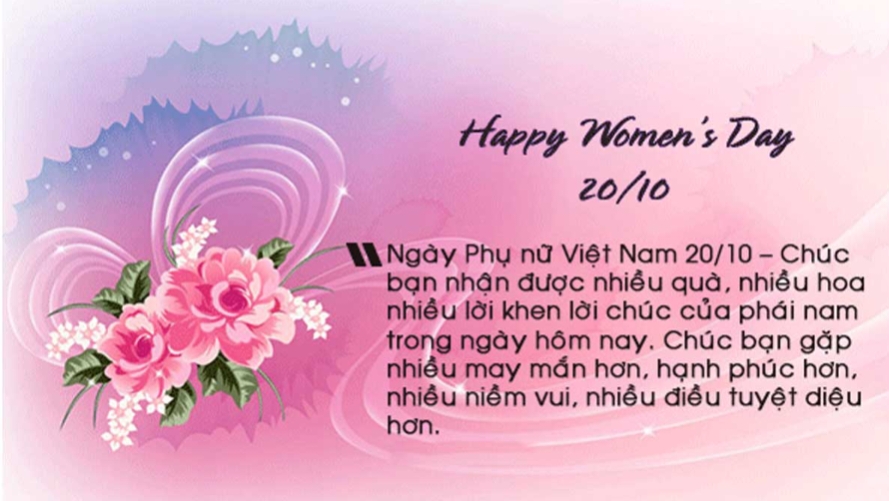 Happy Women's Day
20/10
"Ngày Phụ nữ Việt Nam 20/10 – Chúc
bạn nhận được nhiều quà, nhiều hoa
nhiều lời khen lời chúc của phái nam
trong ngày hôm nay. Chúc bạn gặp
nhiều may mắn hơn, hạnh phúc hơn,
nhiều niềm vui, nhiều điều tuyệt diệu
hơn.